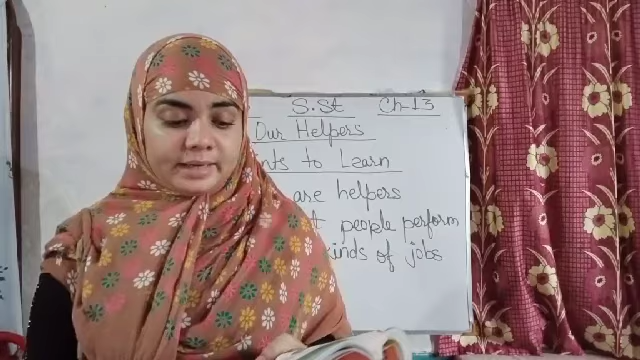 S.St Ch-13
Our Helpers
nts to Learn
are helpers
t people perform
kinds of jobs